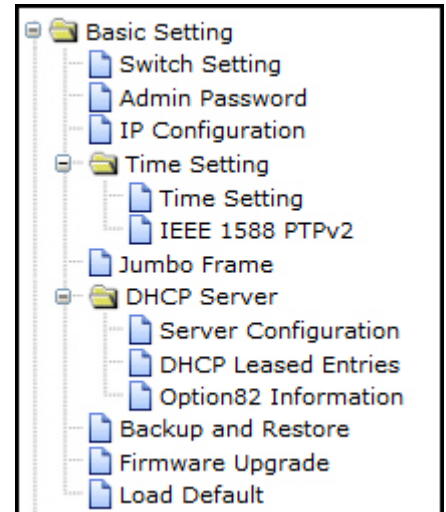 Basic Setting
Switch Setting
Admin Password
IP Configuration
Time Setting
Time Setting
IEEE 1588 PTPv2
Jumbo Frame
DHCP Server
Server Configuration
DHCP Leased Entries
Option82 Information
Backup and Restore
Firmware Upgrade
Load Default